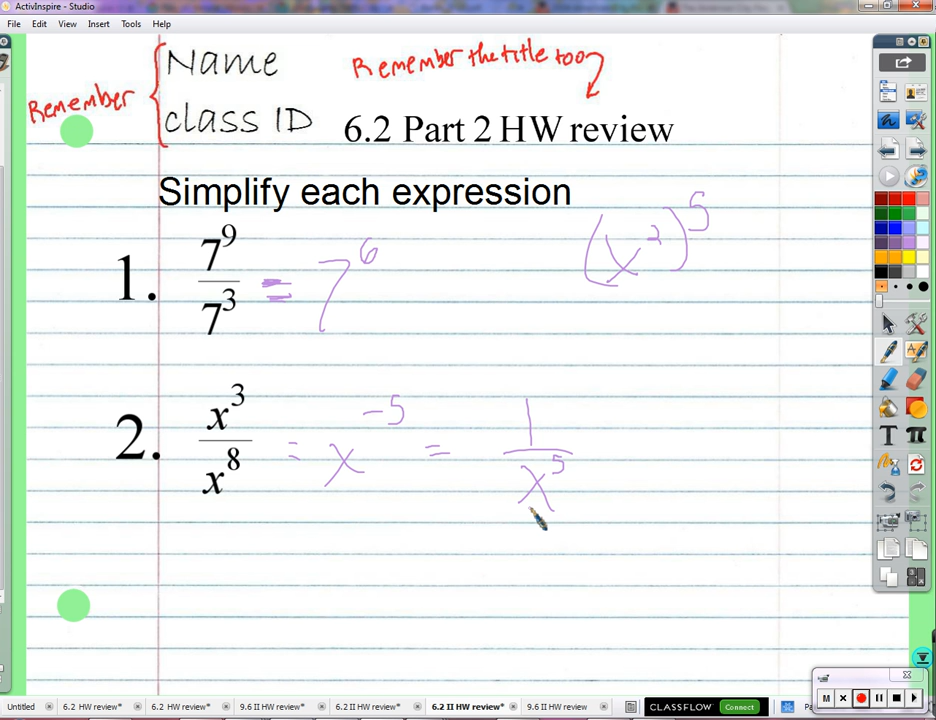 ActivInspire - Studio
File Edit View Insert Tools Help
Remember
Name
class ID
Remember the title too
6.2 Part 2 HW review
Simplify each expression
1. 7^9/7^3 = 7^6
(x^2)^5
2. x^3/x^8 = x^-5 = 1/x^5
Untitled 6.2 HW review* 6.2 HW review* 9.6 II HW review* 6.2 II HW review* 6.2 II HW review* 9.6 II HW review CLASSFLOW Connect
M